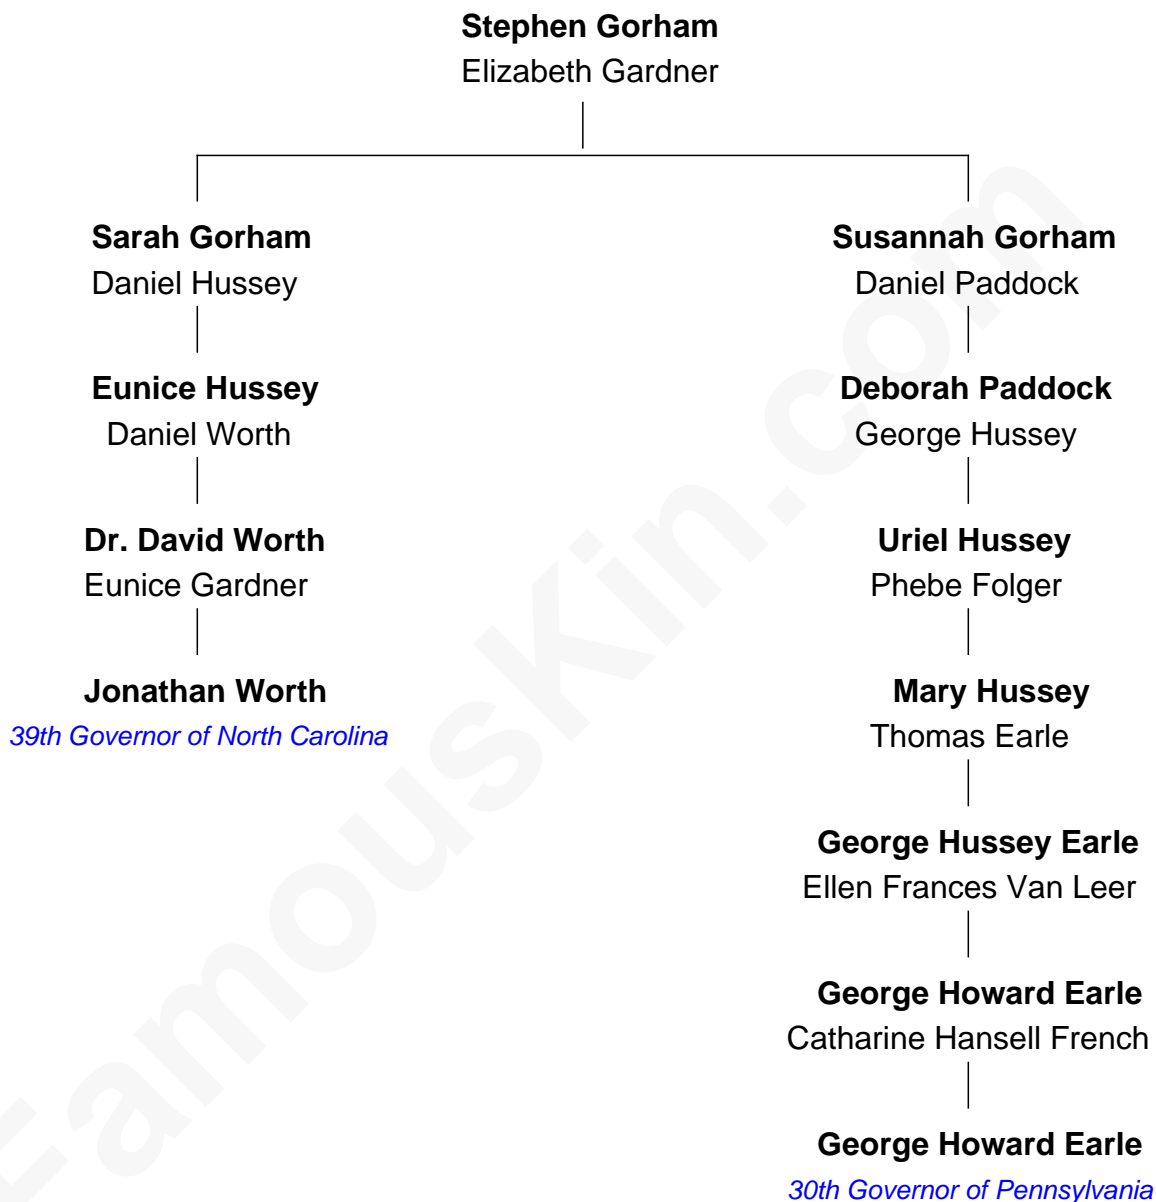 Stephen Gorham
Elizabeth Gardner
Sarah Gorham
Daniel Hussey
Eunice Hussey
Daniel Worth
Dr. David Worth
Eunice Gardner
Jonathan Worth
39th Governor of North Carolina
Susannah Gorham
Daniel Paddock
Deborah Paddock
George Hussey
Uriel Hussey
Phebe Folger
Mary Hussey
Thomas Earle
George Hussey Earle
Ellen Frances Van Leer
George Howard Earle
Catharine Hansell French
George Howard Earle
30th Governor of Pennsylvania
FamousKin.com